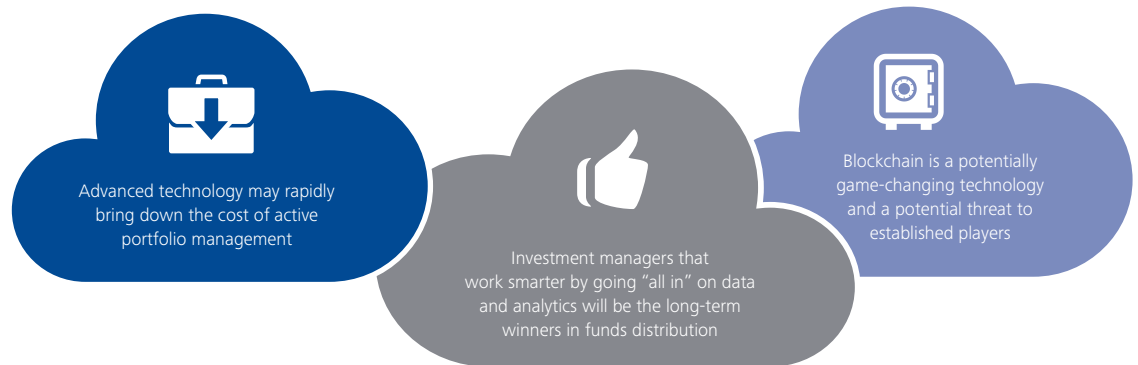 Advanced technology may rapidly
bring down the cost of active
portfolio management
Investment managers that
work smarter by going “all in” on data
and analytics will be the long-term
winners in funds distribution
Blockchain is a potentially
game-changing technology
and a potential threat to
established players